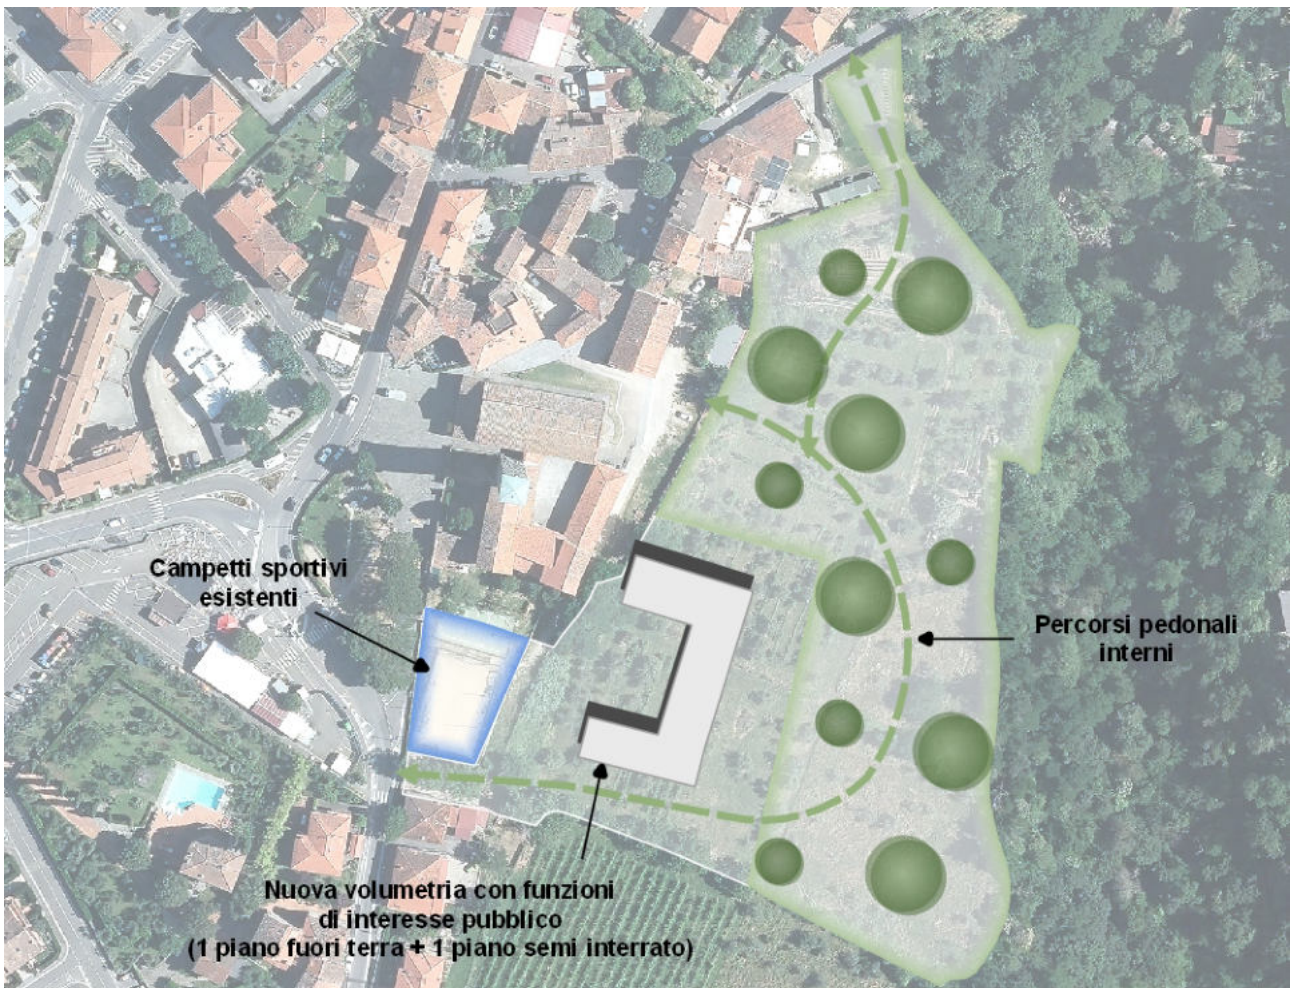 Campetti sportivi
esistenti
Percorsi pedonali
interni
Nuova volumetria con funzioni
di interesse pubblico
(1 piano fuori terra + 1 piano semi interrato)